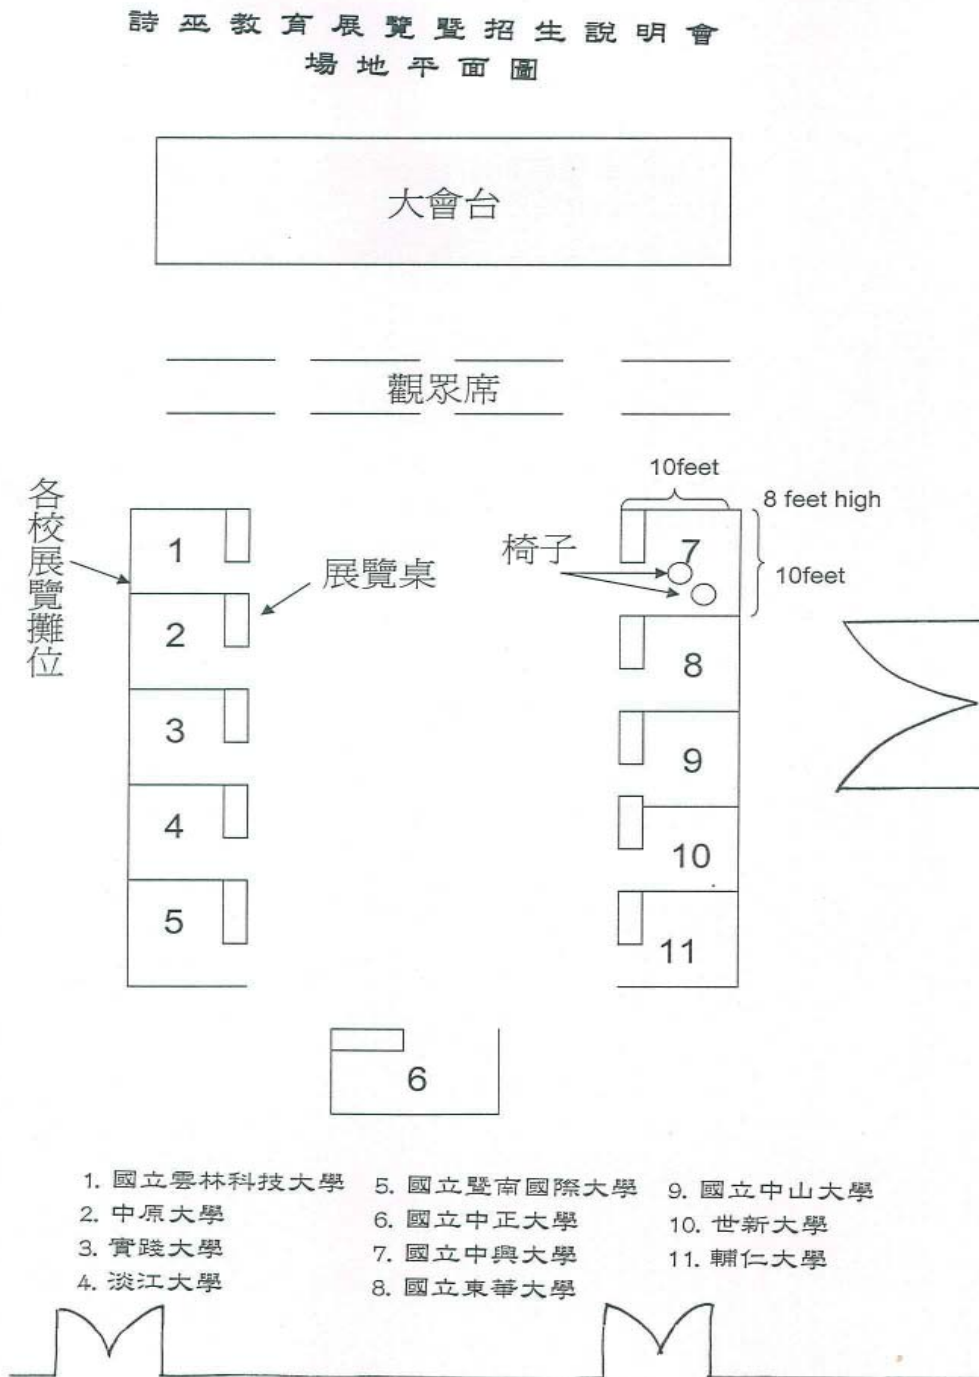 詩巫教育展覽暨招生說明會
場地平面圖
大會台
觀眾席
10feet
8 feet high
10feet
各校展覽攤位
展覽桌
椅子
1
2
3
4
5
7
8
9
10
11
6
1. 國立雲林科技大學
2. 中原大學
3. 實踐大學
4. 淡江大學
5. 國立暨南國際大學
6. 國立中正大學
7. 國立中興大學
8. 國立東華大學
9. 國立中山大學
10. 世新大學
11. 輔仁大學